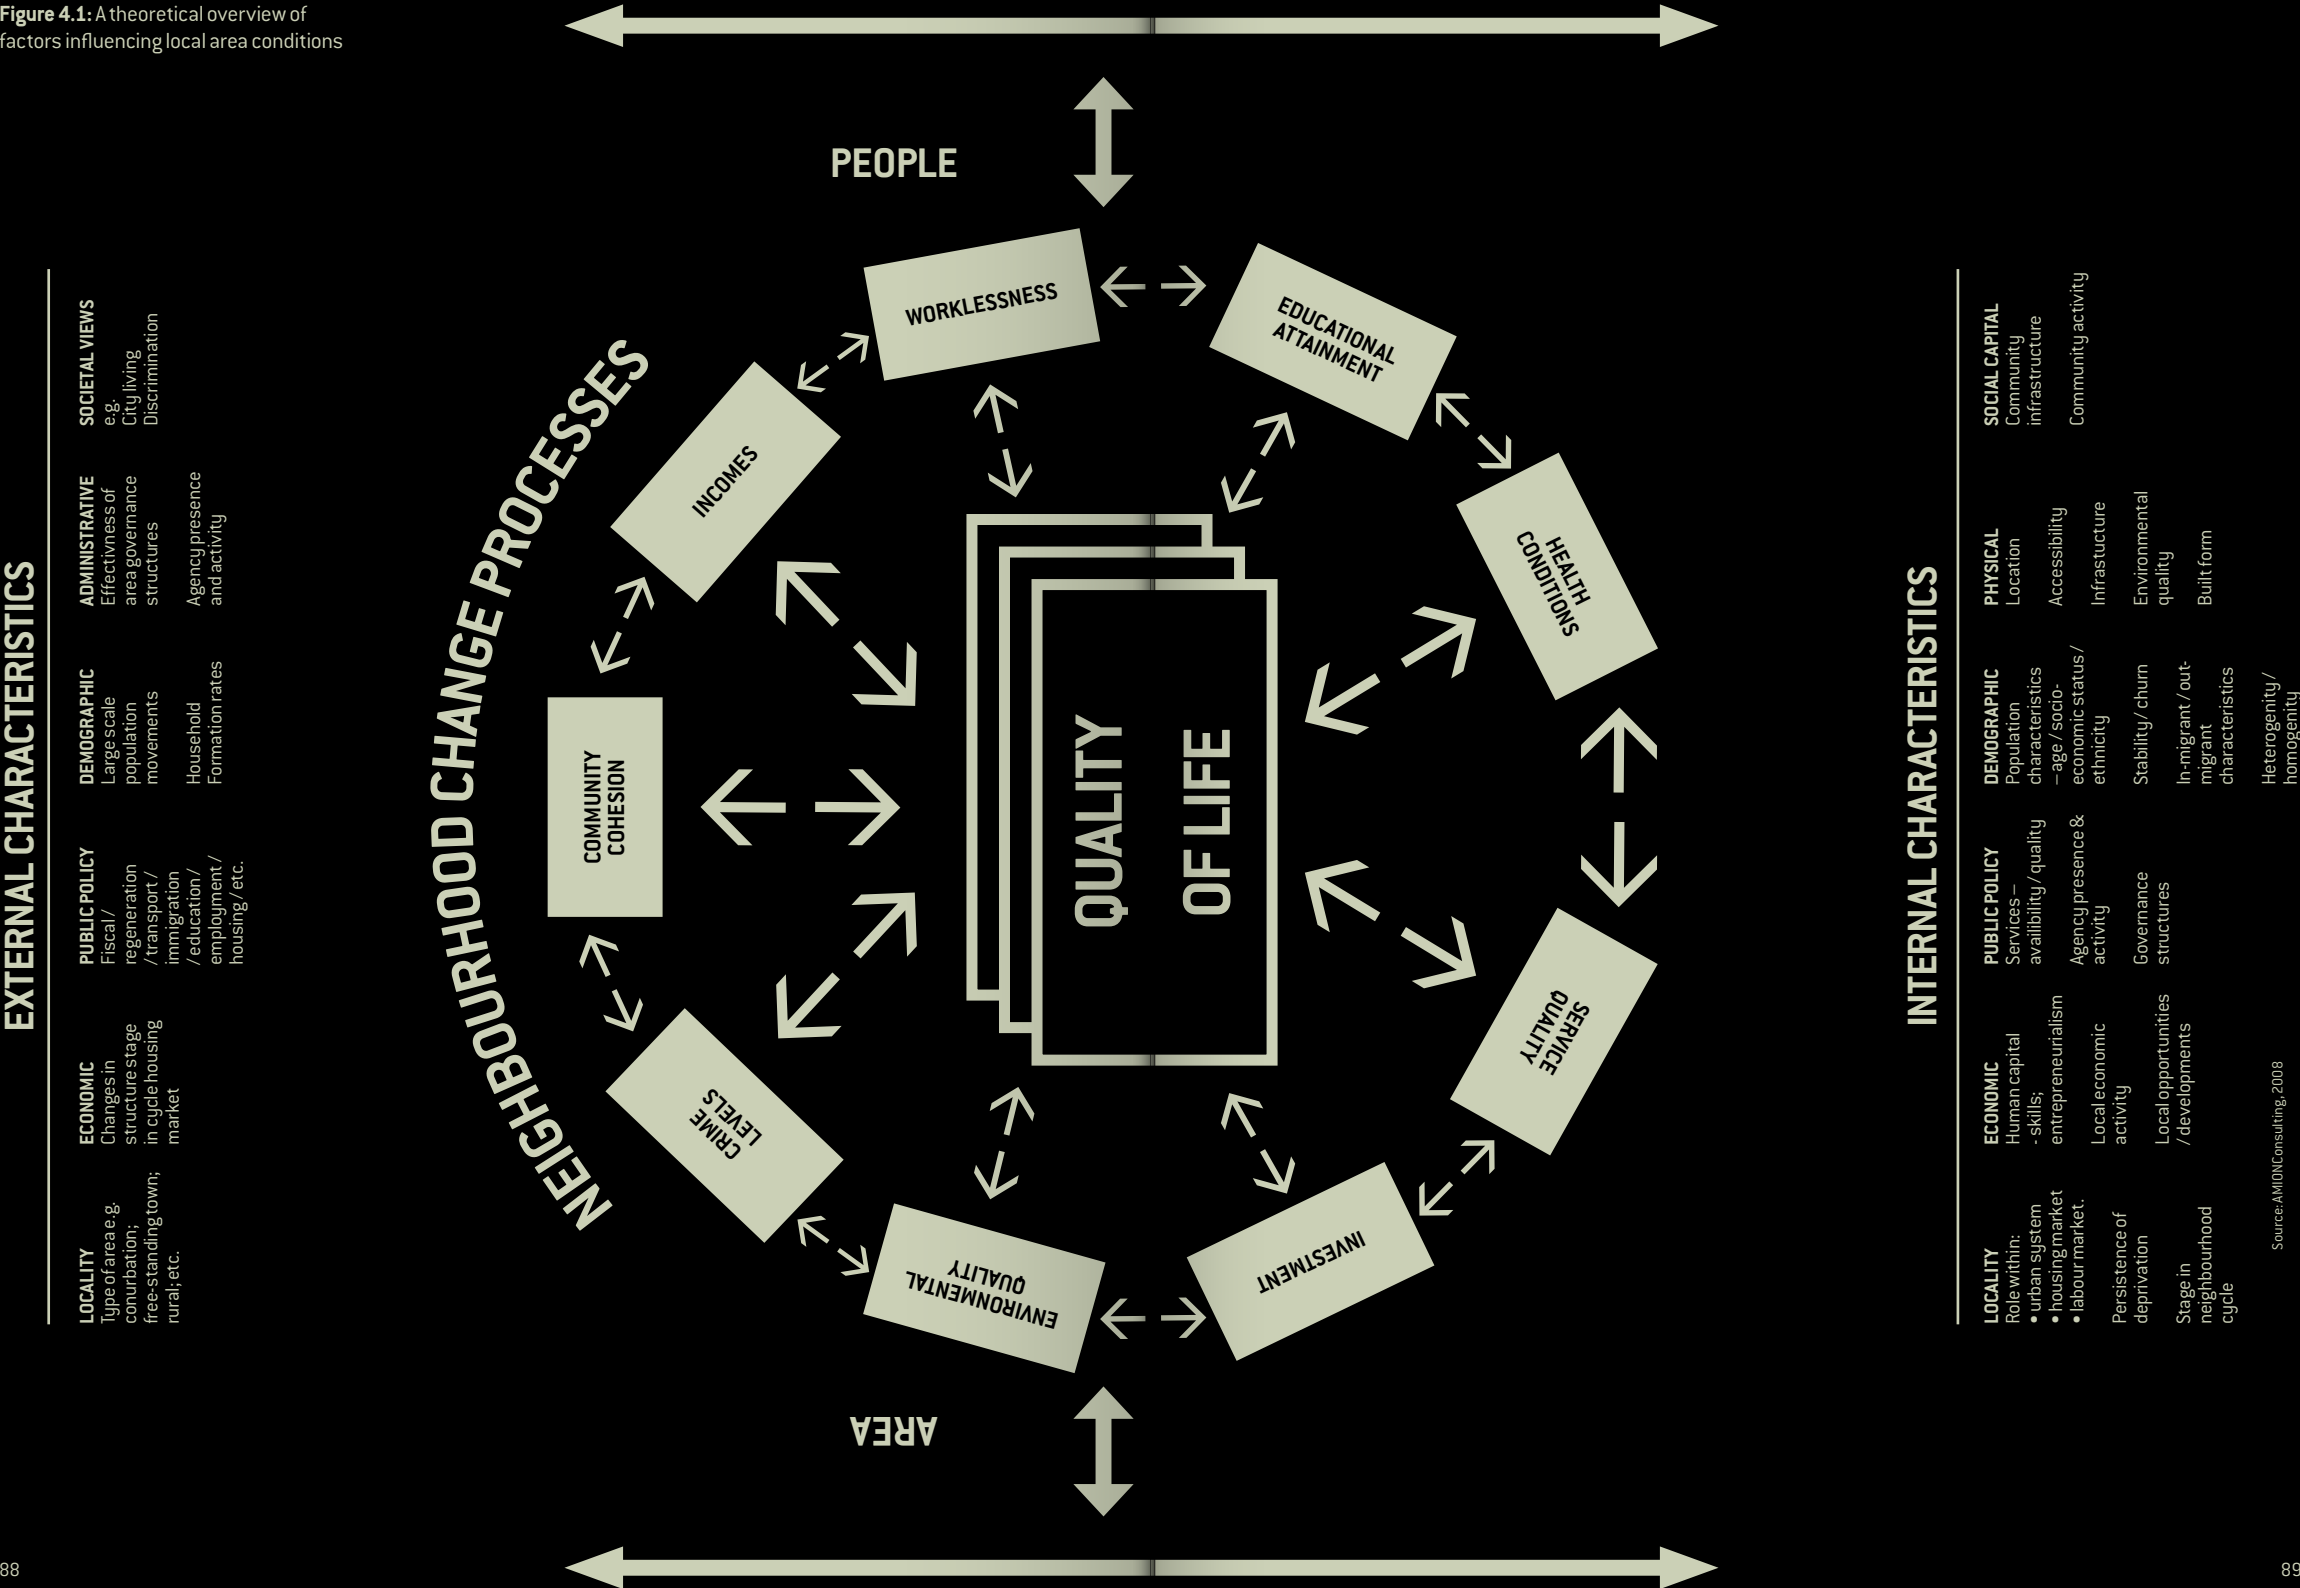 Figure 4.1: A theoretical overview of
factors influencing local area conditions
EXTERNAL CHARACTERISTICS
LOCALITY
Type of area e.g.
conurbation;
free-standing town;
rural; etc.
ECONOMIC
Changes in
structure stage
in cycle housing
market
PUBLIC POLICY
Fiscal /
regeneration
/ transport /
immigration
/ education /
employment /
housing / etc.
DEMOGRAPHIC
Large scale
population
movements
Household
Formation rates
ADMINISTRATIVE
Effectivness of
area governance
structures
Agency presence
and activity
SOCIETAL VIEWS
e.g.
City living
Discrimination
NEIGHBOURHOOD CHANGE PROCESSES
PEOPLE
WORKLESSNESS
EDUCATIONAL
ATTAINMENT
HEALTH
CONDITIONS
SERVICE
QUALITY
INVESTMENT
ENVIRONMENTAL
QUALITY
CRIME
LEVELS
COMMUNITY
COHESION
INCOMES
QUALITY
OF LIFE
AREA
INTERNAL CHARACTERISTICS
LOCALITY
Role within:
• urban system
• housing market
• labour market.
Persistence of
deprivation
Stage in
neighbourhood
cycle
ECONOMIC
Human capital
- skills;
entrepreneurialism
Local economic
activity
Local opportunities
/ developments
PUBLIC POLICY
Services –
availibility / quality
Agency presence &
activity
Governance
structures
DEMOGRAPHIC
Population
characteristics
– age / socio-
economic status /
ethnicity
Stability / churn
In-migrant / out-
migrant
characteristics
Heterogenity /
homogenity
PHYSICAL
Location
Accessibility
Infrastucture
Environmental
quality
Built form
SOCIAL CAPITAL
Community
infrastructure
Community activity
Source: AMION Consulting, 2008
88
89